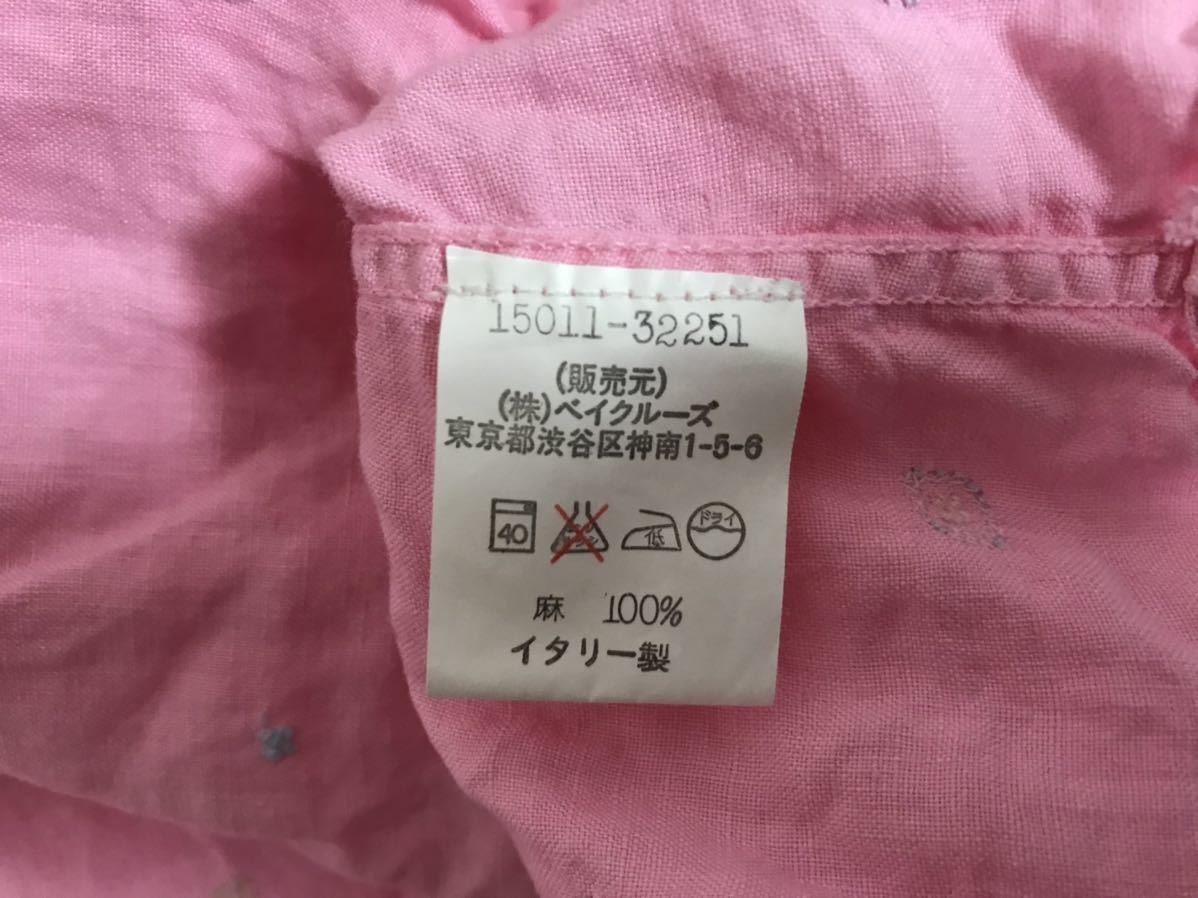 15011-32251
(販売元)
(株)ベイクルーズ
東京都渋谷区神南1-5-6
40 低 ドライ
麻 100%
イタリー製